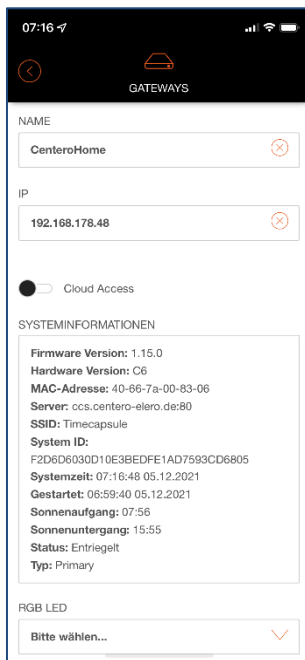 07:16
GATEWAYS
NAME
CenteroHome
IP
192.168.178.48
Cloud Access
SYSTEMINFORMATIONEN
Firmware Version: 1.15.0
Hardware Version: C6
MAC-Adresse: 40-66-7a-00-83-06
Server: ccs.centero-elero.de:80
SSID: Timecapsule
System ID:
F2D6D6030D10E3BEDFE1AD7593CD6805
Systemzeit: 07:16:48 05.12.2021
Gestartet: 06:59:40 05.12.2021
Sonnenaufgang: 07:56
Sonnenuntergang: 15:55
Status: Entriegelt
Typ: Primary
RGB LED
Bitte wählen...